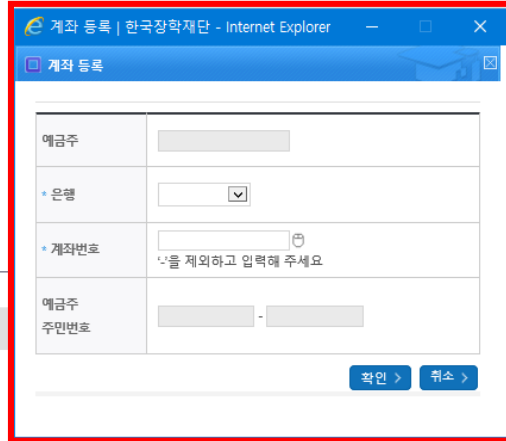 계좌 등록 | 한국장학재단 - Internet Explorer
계좌 등록
예금주
* 은행
* 계좌번호
'-'을 제외하고 입력해 주세요
예금주
주민번호
-
확인 >
취소 >